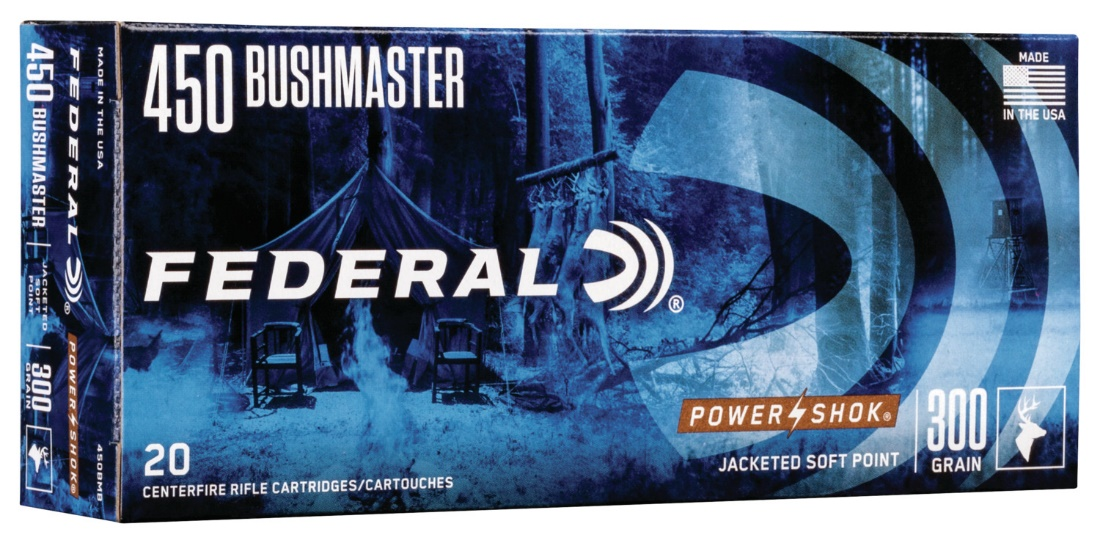 450 BUSHMASTER
MADE
IN THE USA
FEDERAL®
POWER SHOK®
JACKETED SOFT POINT
300
GRAIN
20
CENTERFIRE RIFLE CARTRIDGES/CARTOUCHES
MADE IN THE USA
FEDERAL®
POWER SHOK®
450BMB
450 BUSHMASTER
JACKETED
SOFT
POINT
300
GRAIN